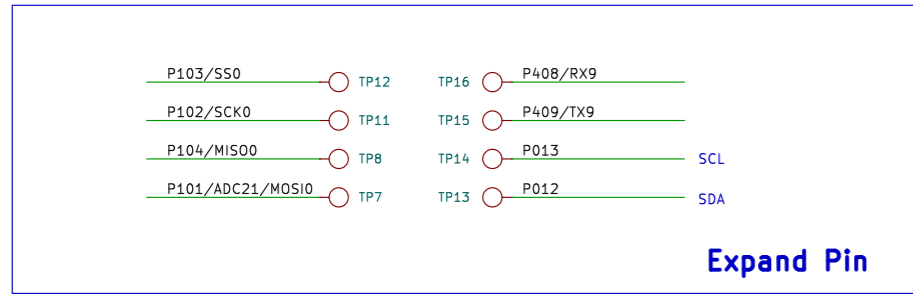 P103/SS0 TP12 TP16 P408/RX9
P102/SCK0 TP11 TP15 P409/TX9
P104/MISO0 TP8 TP14 P013 SCL
P101/ADC21/MOSI0 TP7 TP13 P012 SDA
Expand Pin